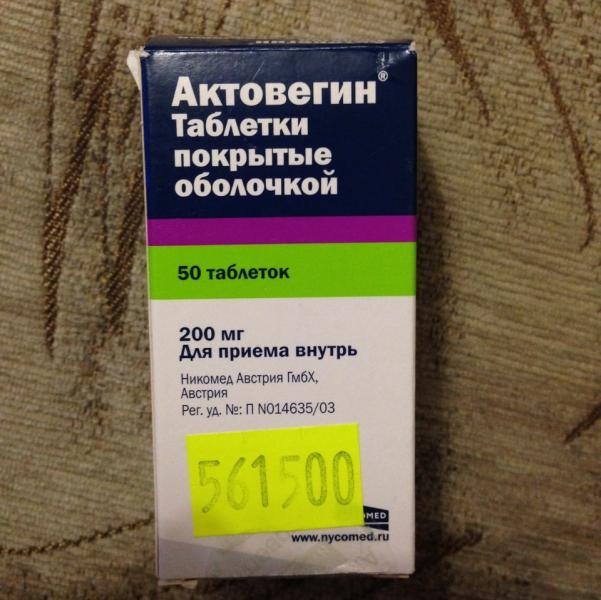 Актовегин®
Таблетки
покрытые
оболочкой
50 таблеток
200 мг
Для приема внутрь
Никомед Австрия ГмбХ,
Австрия
Рег. уд. №: П N014635/03
561500
www.nycomed.ru